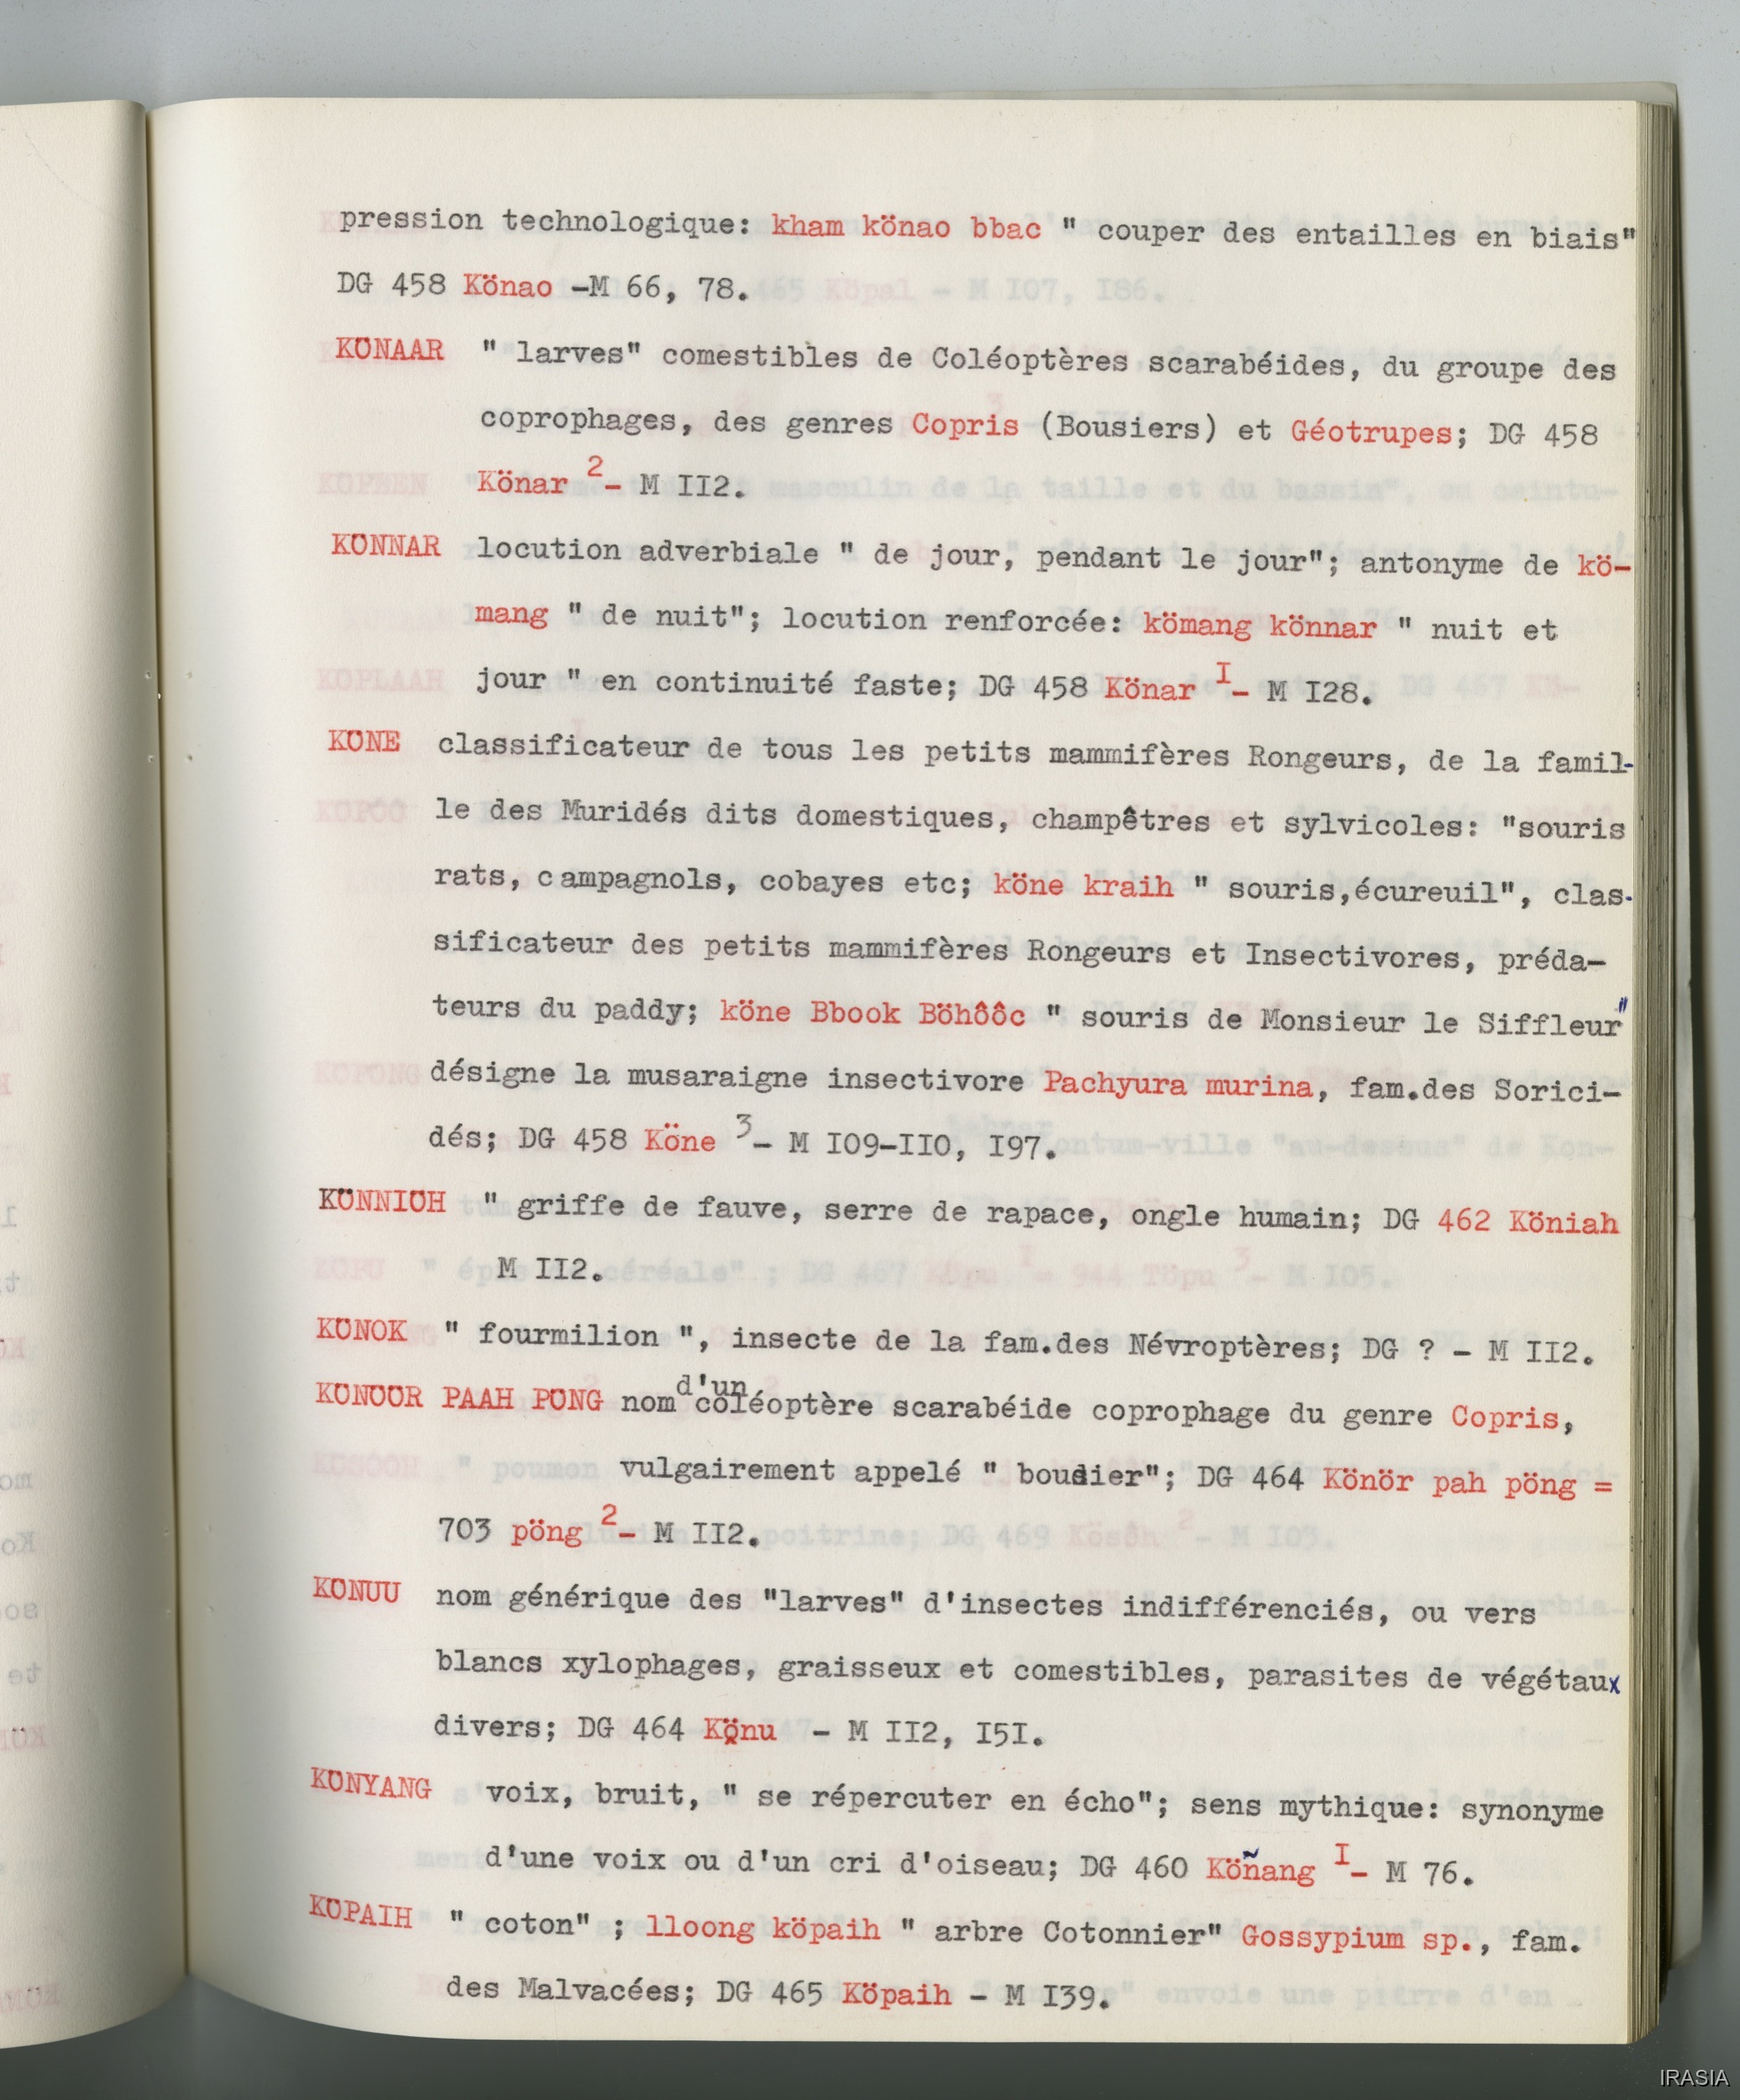 pression technologique: kham könao bbac " couper des entailles en biais"
DG 458 Könao -M 66, 78.
KÖNAAR " larves" comestibles de Coléoptères scarabéides, du groupe des
coprophages, des genres Copris (Bousiers) et Géotrupes; DG 458
Könar ²- M II2.
KÖNNAR locution adverbiale " de jour, pendant le jour"; antonyme de kö-
mang " de nuit"; locution renforcée: kömang könnar " nuit et
jour " en continuité faste; DG 458 Könar I- M I28.
KÖNE classificateur de tous les petits mammifères Rongeurs, de la famil-
le des Muridés dits domestiques, champêtres et sylvicoles: "souris
rats, campagnols, cobayes etc; köne kraih " souris,écureuil", clas-
sificateur des petits mammifères Rongeurs et Insectivores, préda-
teurs du paddy; köne Bbook Böhôôc " souris de Monsieur le Siffleur"
désigne la musaraigne insectivore Pachyura murina, fam.des Sorici-
dés; DG 458 Köne ³- M I09-II0, I97.
KÖNNIÖH " griffe de fauve, serre de rapace, ongle humain; DG 462 Köniah
M II2.
KÖNOK " fourmilion ", insecte de la fam.des Névroptères; DG ? - M II2.
KÖNÖÖR PAAH PÖNG nom d'un coléoptère scarabéide coprophage du genre Copris,
vulgairement appelé " bousier"; DG 464 Könör pah pöng =
703 pöng ²- M II2.
KÖNUU nom générique des "larves" d'insectes indifférenciés, ou vers
blancs xylophages, graisseux et comestibles, parasites de végétaux
divers; DG 464 Könu - M II2, I5I.
KÖNYANG voix, bruit, " se répercuter en écho"; sens mythique: synonyme
d'une voix ou d'un cri d'oiseau; DG 460 Köñang I- M 76.
KÖPAIH " coton" ; lloong köpaih " arbre Cotonnier" Gossypium sp., fam.
des Malvacées; DG 465 Köpaih - M I39.
IRASIA